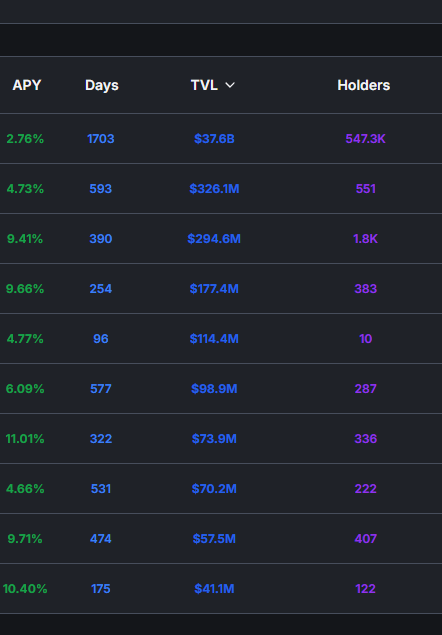 APY Days TVL Holders
2.76% 1703 $37.6B 547.3K
4.73% 593 $326.1M 551
9.41% 390 $294.6M 1.8K
9.66% 254 $177.4M 383
4.77% 96 $114.4M 10
6.09% 577 $98.9M 287
11.01% 322 $73.9M 336
4.66% 531 $70.2M 222
9.71% 474 $57.5M 407
10.40% 175 $41.1M 122